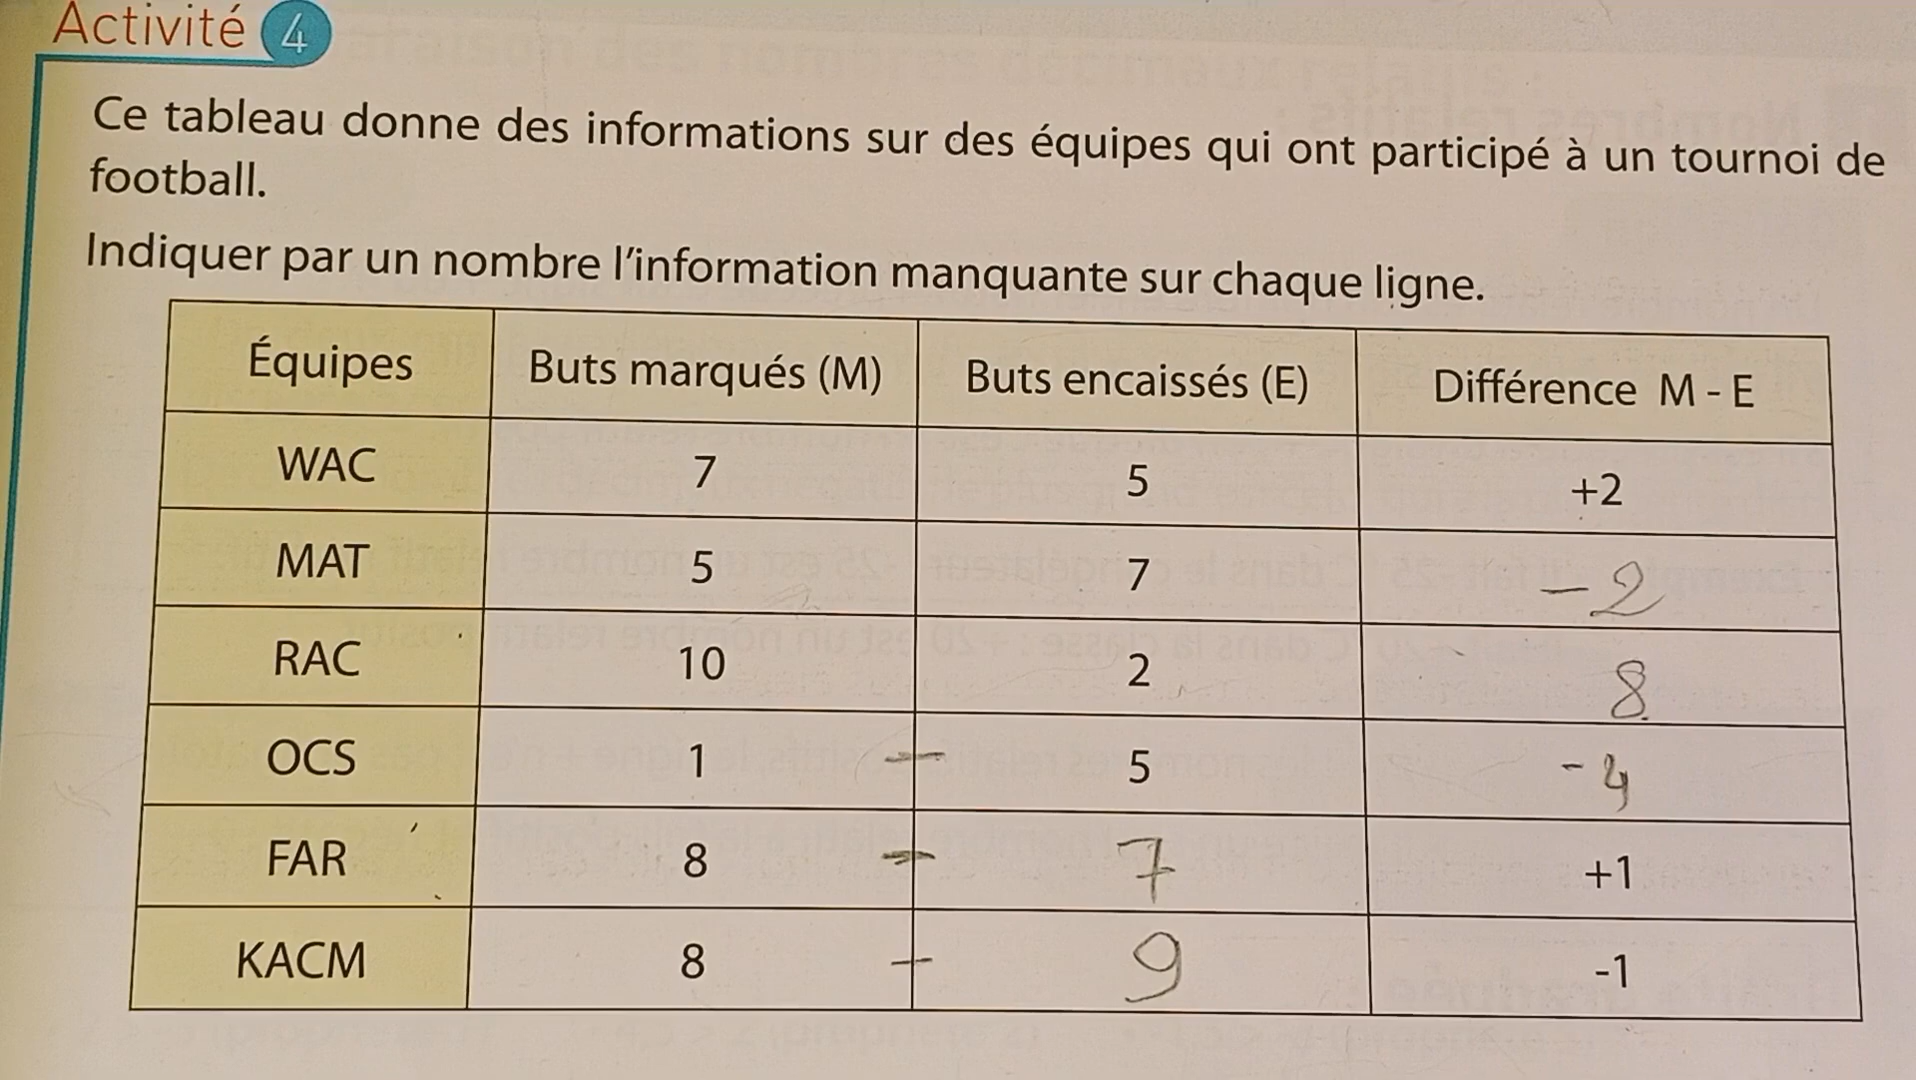 Activité 4
Ce tableau donne des informations sur des équipes qui ont participé à un tournoi de
football.
Indiquer par un nombre l'information manquante sur chaque ligne.
Équipes Buts marqués (M) Buts encaissés (E) Différence M - E
WAC 7 5 +2
MAT 5 7 -2
RAC 10 2 8
OCS 1 - 5 -4
FAR 8 - 7 +1
KACM 8 - 9 -1